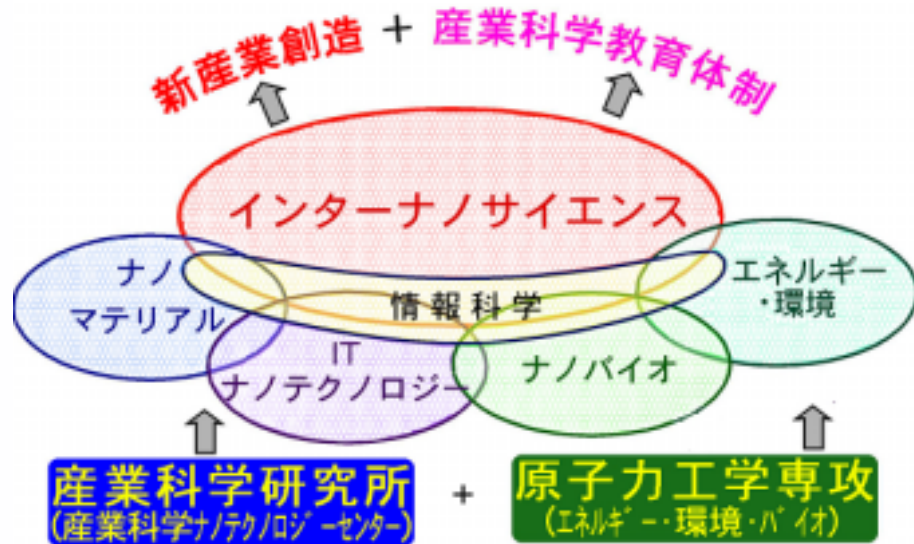 新産業創造 + 産業科学教育体制
インターナノサイエンス
ナノ
マテリアル
エネルギー
・環境
情報科学
IT
ナノテクノロジー
ナノバイオ
産業科学研究所
(産業科学ナノテクノロジーセンター)
+
原子力工学専攻
(エネルギー・環境・バイオ)